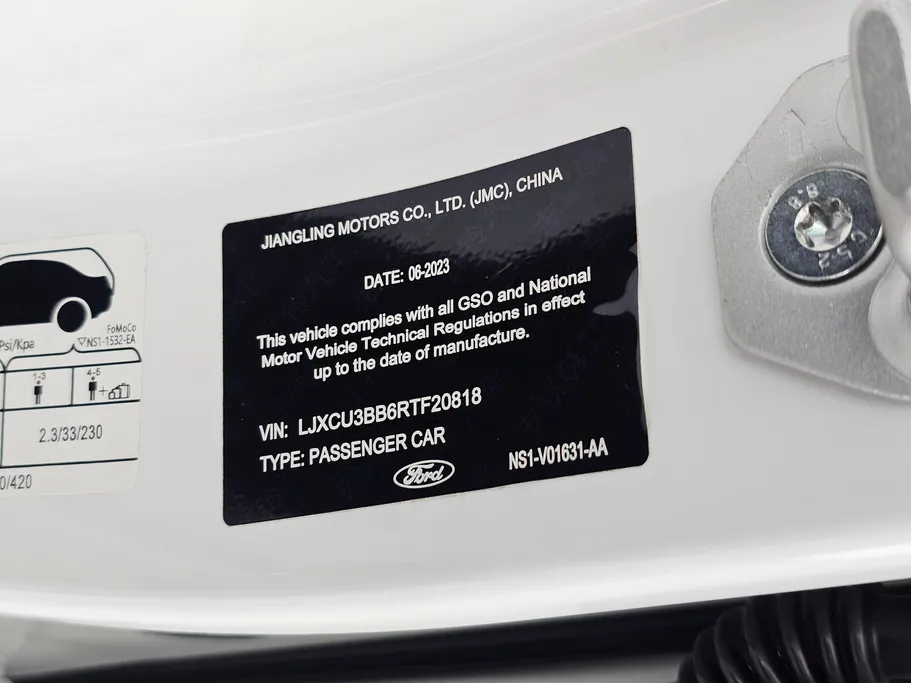 JIANGLING MOTORS CO., LTD. (JMC), CHINA
DATE: 06-2023
This vehicle complies with all GSO and National
Motor Vehicle Technical Regulations in effect
up to the date of manufacture.
VIN: LJXCU3BB6RTF20818
TYPE: PASSENGER CAR
Ford
NS1-V01631-AA
FoMoCo
Psi/Kpa
▽NS1-1532-EA
1-3
4-5
+
2.3/33/230
0/420
8.8